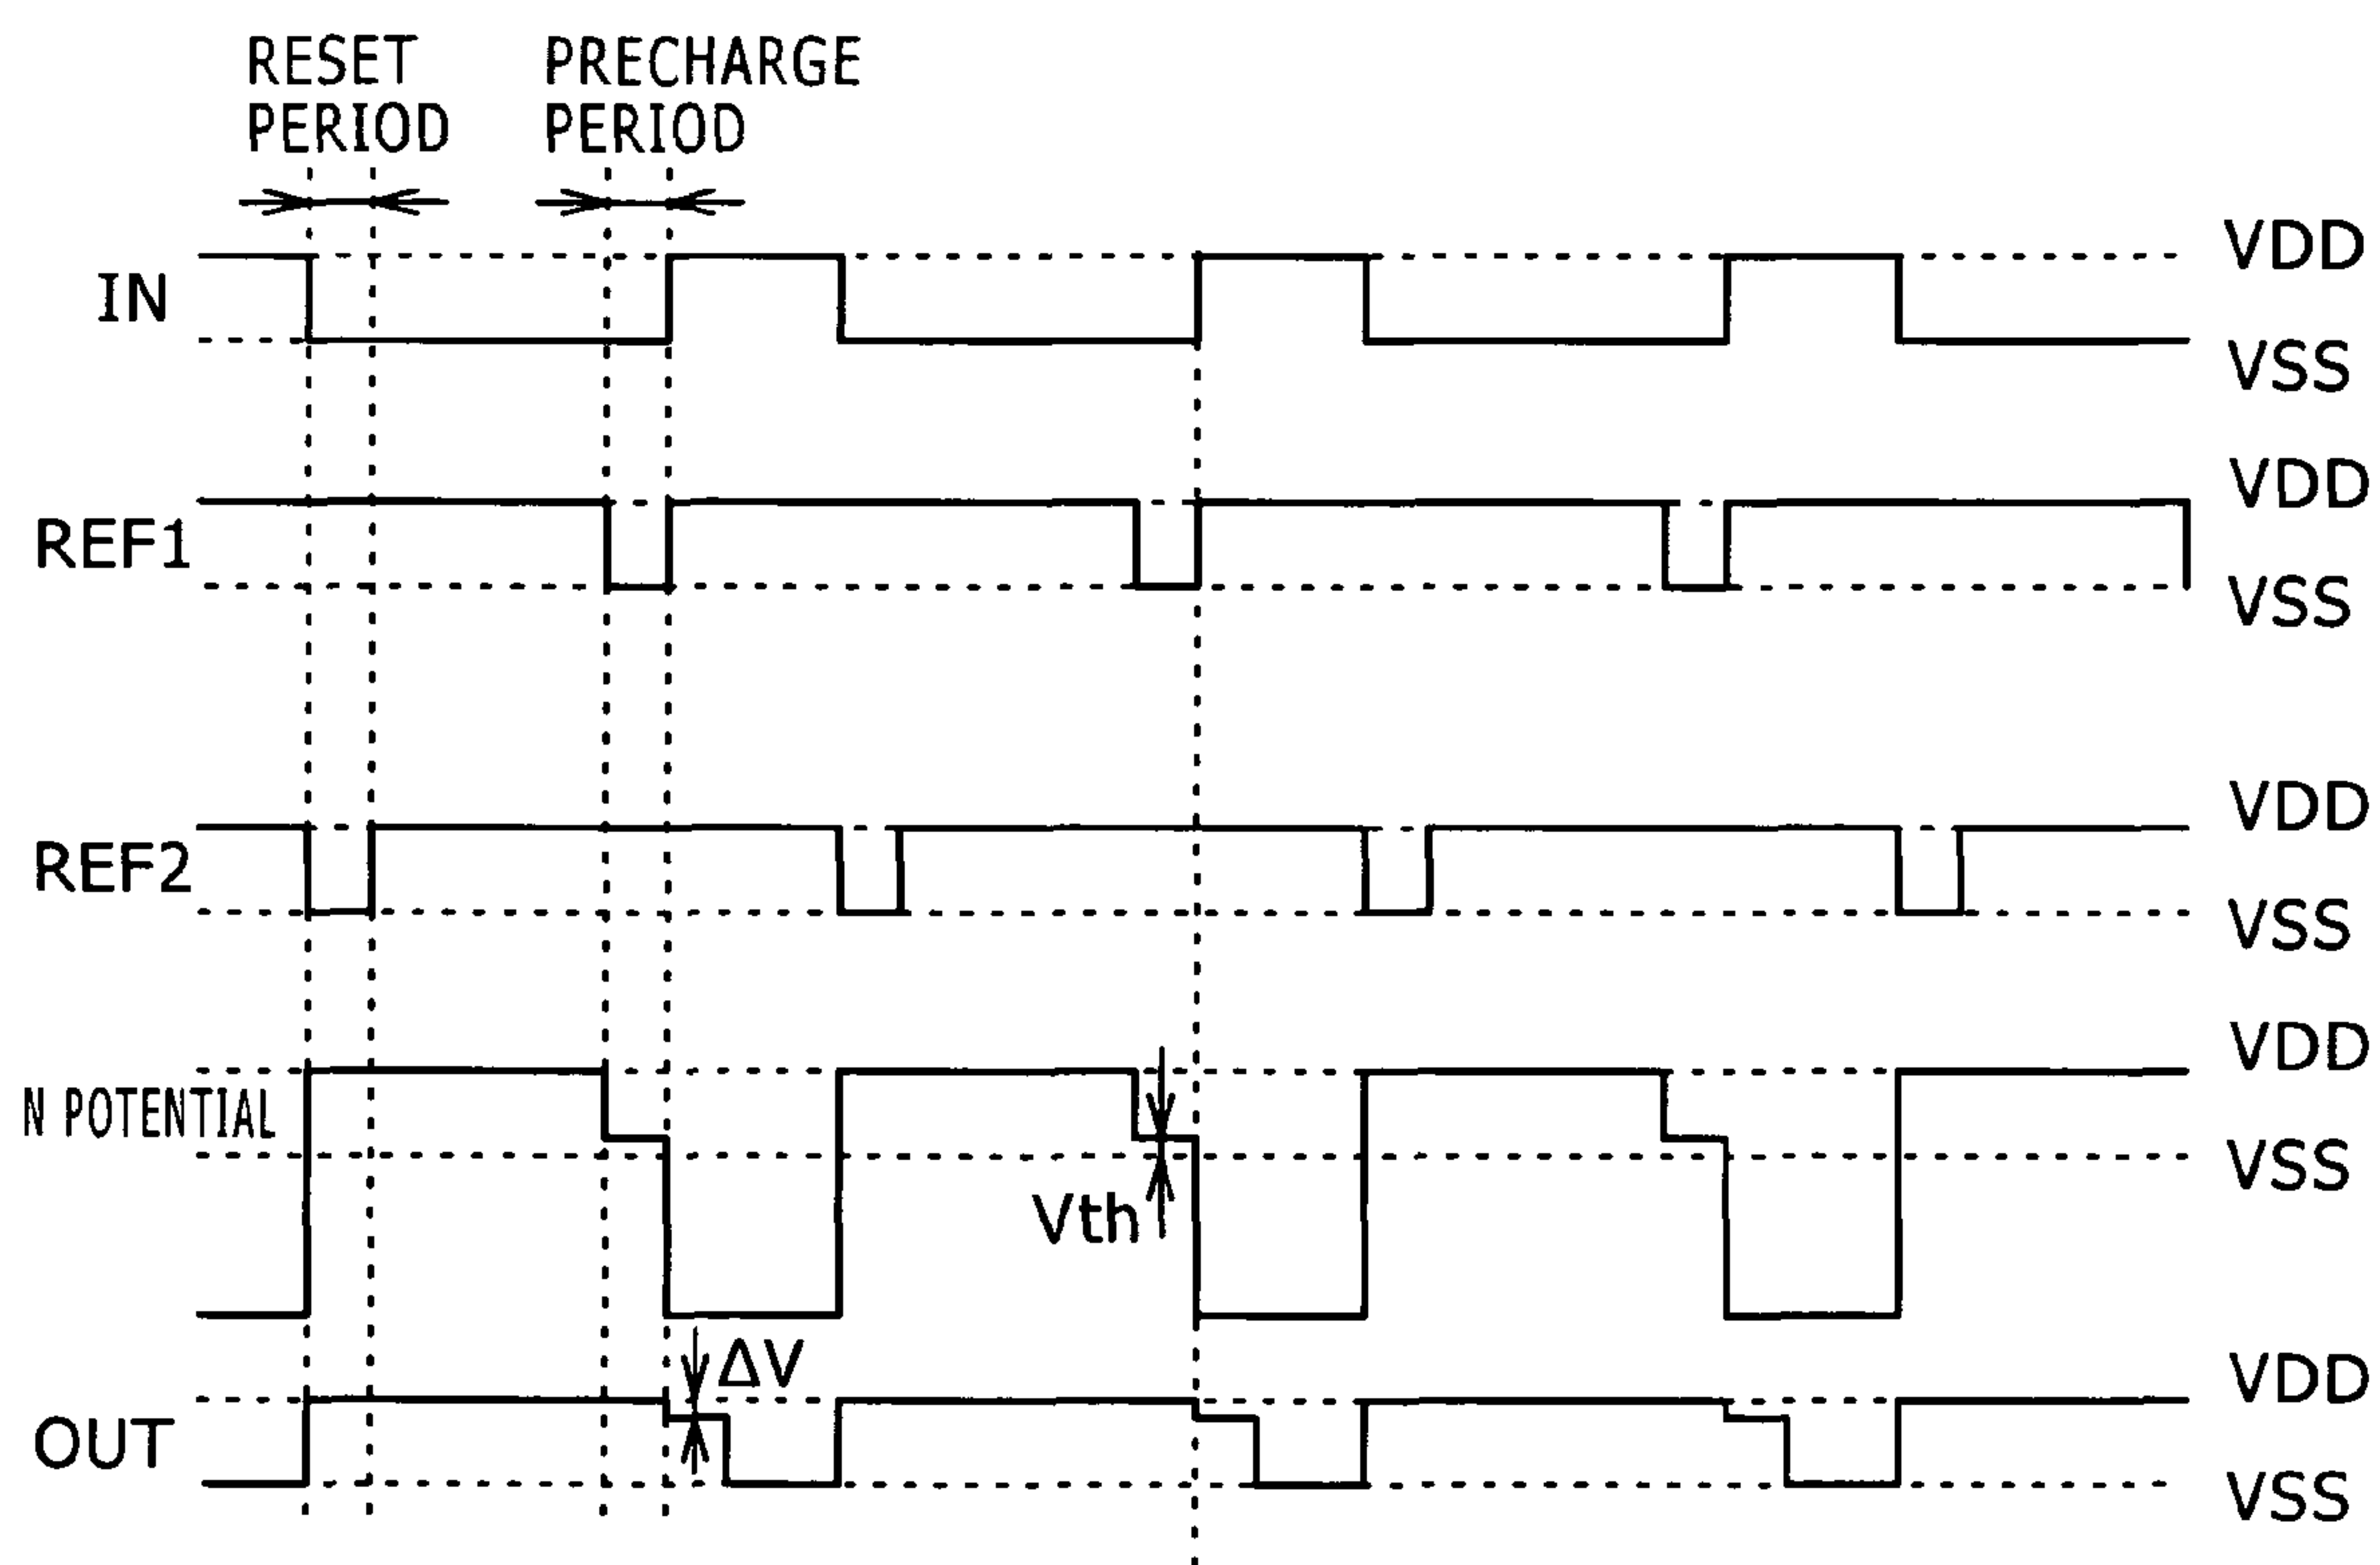 RESET
PERIOD
PRECHARGE
PERIOD
IN
VDD
VSS
REF1
VDD
VSS
REF2
VDD
VSS
N POTENTIAL
VDD
VSS
Vth
ΔV
OUT
VDD
VSS